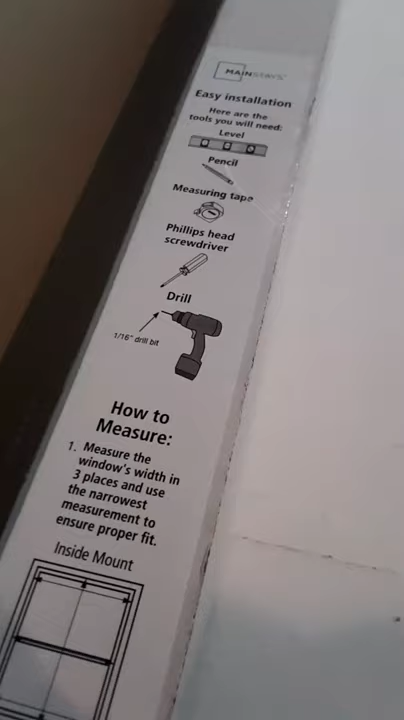 MAINSTAYS
Easy installation
Here are the
tools you will need:
Level
Pencil
Measuring tape
Phillips head
screwdriver
Drill
1/16" drill bit
How to
Measure:
1. Measure the
window's width in
3 places and use
the narrowest
measurement to
ensure proper fit.
Inside Mount